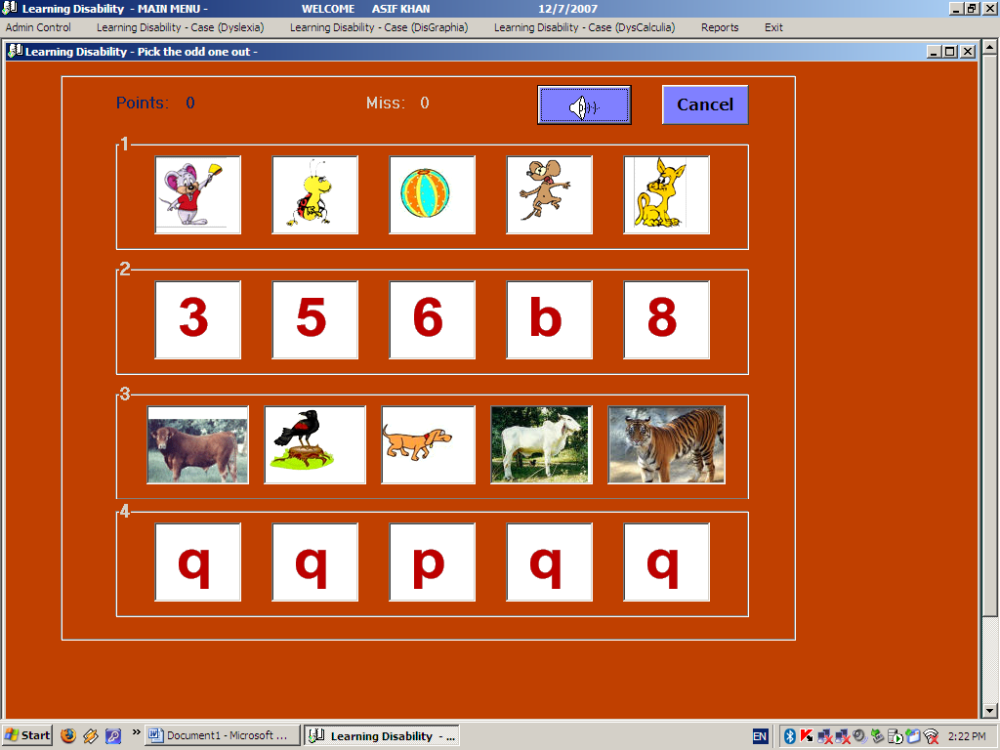 Learning Disability - MAIN MENU - WELCOME ASIF KHAN 12/7/2007
Admin Control Learning Disability - Case (Dyslexia) Learning Disability - Case (DisGraphia) Learning Disability - Case (DysCalculia) Reports Exit
Learning Disability - Pick the odd one out -
Points: 0 Miss: 0 Cancel
1
2
3 5 6 b 8
3
4
q q p q q
Start » Document1 - Microsoft ... Learning Disability - ... EN 2:22 PM